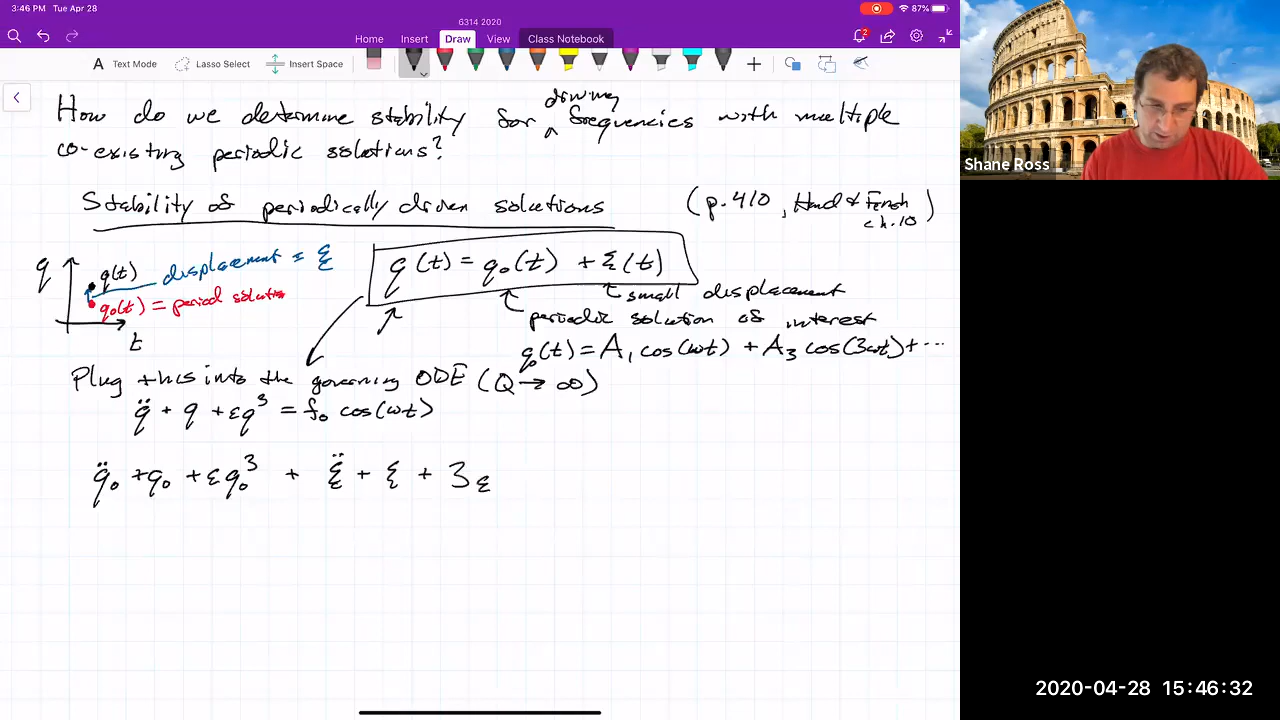 3:46 PM Tue Apr 28
87%
6314 2020
Home Insert Draw View Class Notebook
2
Text Mode Lasso Select Insert Space
How do we determine stability for driving frequencies with multiple
co-existing periodic solutions?
Stability of periodically driven solutions (p. 410, Hand & Finch
ch. 10)
q q(t) displacement = ξ
q₀(t) = period solution
t
q(t) = q₀(t) + ξ(t)
small displacement
periodic solution of interest
q₀(t) = A₁ cos(ωt) + A₃ cos(3ωt) + ...
Plug this into the governing ODE (Q → ∞)
q̈ + q + εq³ = f₀ cos(ωt)
q̈₀ + q₀ + εq₀³ + ξ̈ + ξ + 3ε
Shane Ross
2020-04-28 15:46:32